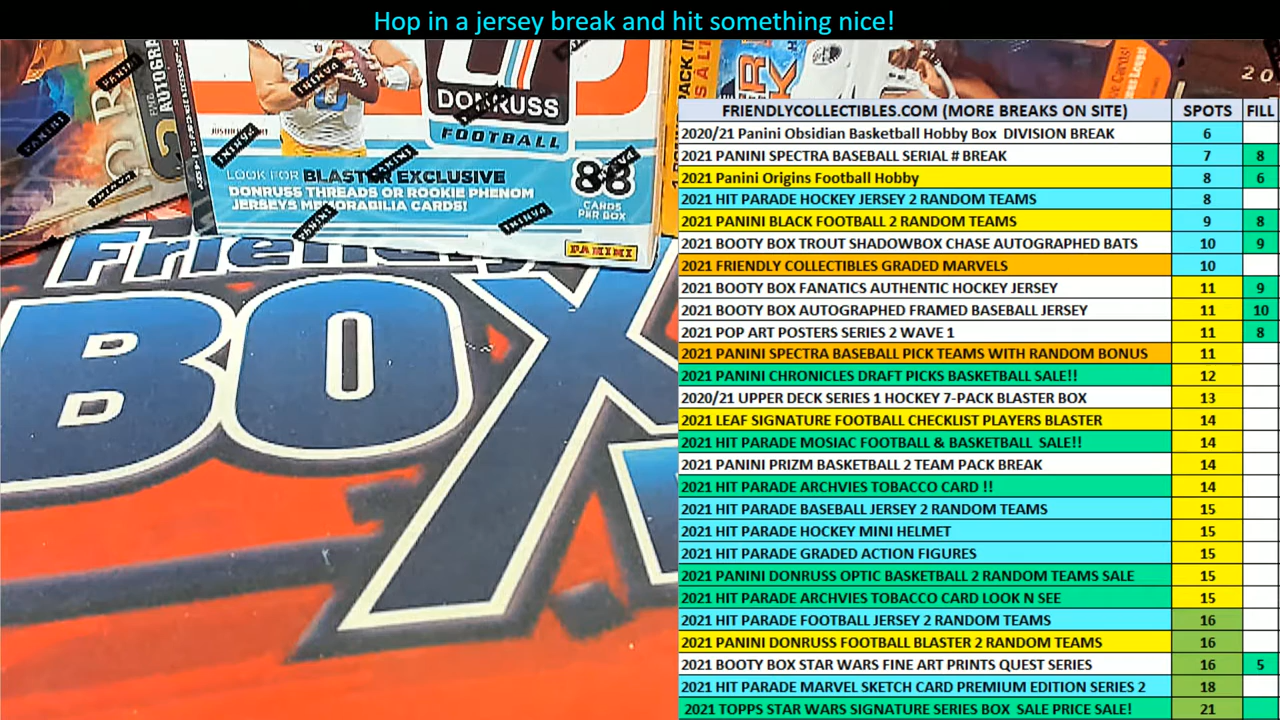 Hop in a jersey break and hit something nice!
PANINI
PANINI
PANINI
AUTOGRA
DONRUSS
FOOTBALL
LOOK FOR BLASTER EXCLUSIVE
DONRUSS THREADS OR ROOKIE PHENOM
JERSEYS MEMORABILIA CARDS!
88
CARDS
PER BOX
PANINI
PANINI
PANINI
PANINI
PANINI
PANINI
20
Friendly
BOX
FRIENDLYCOLLECTIBLES.COM (MORE BREAKS ON SITE) SPOTS FILL
2020/21 Panini Obsidian Basketball Hobby Box DIVISION BREAK 6
2021 PANINI SPECTRA BASEBALL SERIAL # BREAK 7 8
2021 Panini Origins Football Hobby 8 6
2021 HIT PARADE HOCKEY JERSEY 2 RANDOM TEAMS 8
2021 PANINI BLACK FOOTBALL 2 RANDOM TEAMS 9 8
2021 BOOTY BOX TROUT SHADOWBOX CHASE AUTOGRAPHED BATS 10 9
2021 FRIENDLY COLLECTIBLES GRADED MARVELS 10
2021 BOOTY BOX FANATICS AUTHENTIC HOCKEY JERSEY 11 9
2021 BOOTY BOX AUTOGRAPHED FRAMED BASEBALL JERSEY 11 10
2021 POP ART POSTERS SERIES 2 WAVE 1 11 8
2021 PANINI SPECTRA BASEBALL PICK TEAMS WITH RANDOM BONUS 11
2021 PANINI CHRONICLES DRAFT PICKS BASKETBALL SALE!! 12
2020/21 UPPER DECK SERIES 1 HOCKEY 7-PACK BLASTER BOX 13
2021 LEAF SIGNATURE FOOTBALL CHECKLIST PLAYERS BLASTER 14
2021 HIT PARADE MOSIAC FOOTBALL & BASKETBALL SALE!! 14
2021 PANINI PRIZM BASKETBALL 2 TEAM PACK BREAK 14
2021 HIT PARADE ARCHVIES TOBACCO CARD !! 14
2021 HIT PARADE BASEBALL JERSEY 2 RANDOM TEAMS 15
2021 HIT PARADE HOCKEY MINI HELMET 15
2021 HIT PARADE GRADED ACTION FIGURES 15
2021 PANINI DONRUSS OPTIC BASKETBALL 2 RANDOM TEAMS SALE 15
2021 HIT PARADE ARCHVIES TOBACCO CARD LOOK N SEE 15
2021 HIT PARADE FOOTBALL JERSEY 2 RANDOM TEAMS 16
2021 PANINI DONRUSS FOOTBALL BLASTER 2 RANDOM TEAMS 16
2021 BOOTY BOX STAR WARS FINE ART PRINTS QUEST SERIES 16 5
2021 HIT PARADE MARVEL SKETCH CARD PREMIUM EDITION SERIES 2 18
2021 TOPPS STAR WARS SIGNATURE SERIES BOX SALE PRICE SALE! 21